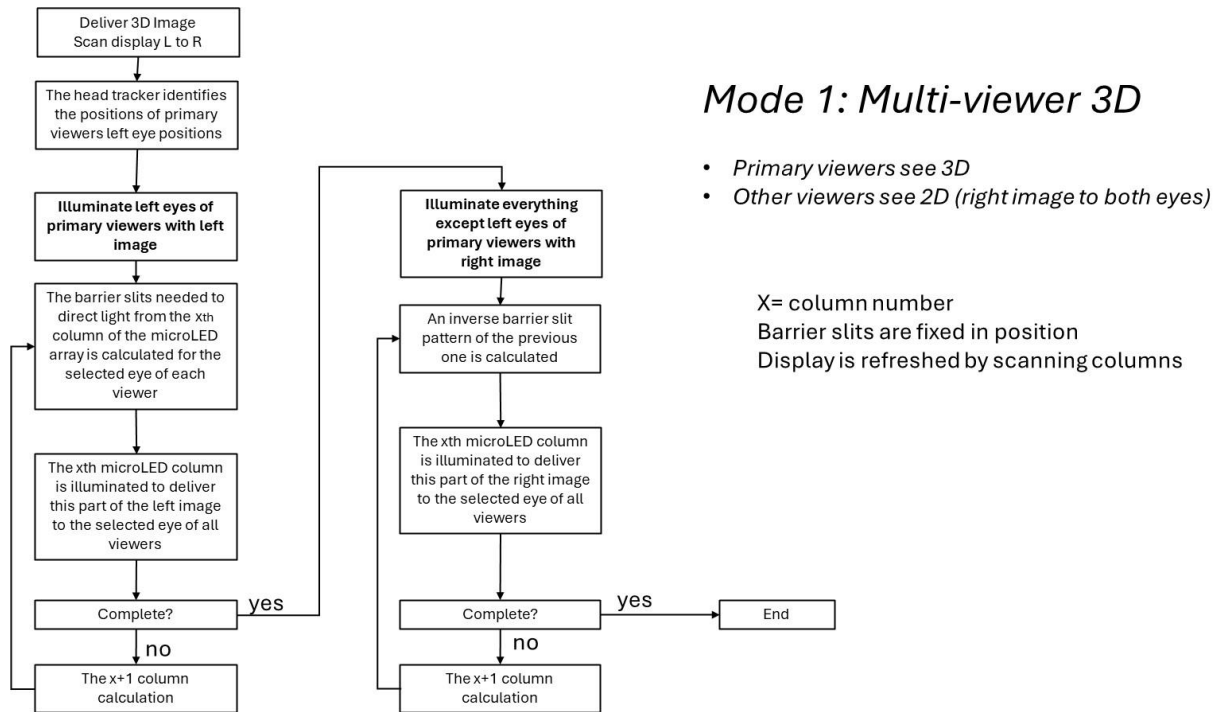 Deliver 3D Image
Scan display L to R
The head tracker identifies
the positions of primary
viewers left eye positions
Illuminate left eyes of
primary viewers with left
image
The barrier slits needed to
direct light from the xth
column of the microLED
array is calculated for the
selected eye of each
viewer
The xth microLED column
is illuminated to deliver
this part of the left image
to the selected eye of all
viewers
Complete?
yes
no
The x+1 column
calculation
Illuminate everything
except left eyes of
primary viewers with
right image
An inverse barrier slit
pattern of the previous
one is calculated
The xth microLED column
is illuminated to deliver
this part of the right image
to the selected eye of all
viewers
Complete?
yes
no
The x+1 column
calculation
End
Mode 1: Multi-viewer 3D
• Primary viewers see 3D
• Other viewers see 2D (right image to both eyes)
X= column number
Barrier slits are fixed in position
Display is refreshed by scanning columns